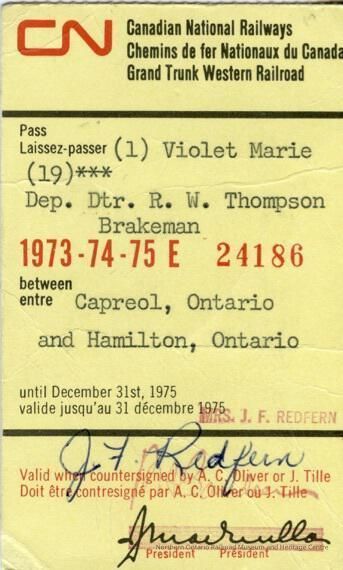 CN
Canadian National Railways
Chemins de fer Nationaux du Canada
Grand Trunk Western Railroad
Pass
Laissez-passer (1) Violet Marie
(19)***
Dep. Dtr. R. W. Thompson
Brakeman
1973-74-75 E 24186
between
entre Capreol, Ontario
and Hamilton, Ontario
until December 31st, 1975
valide jusqu'au 31 décembre 1975
MRS. J. F. REDFERN
J F Redfern
Valid when countersigned by A. C. Oliver or J. Tille
Doit être contresigné par A. C. Oliver ou J. Tille
Northern Ontario Railroad Museum and Heritage Centre
President Président